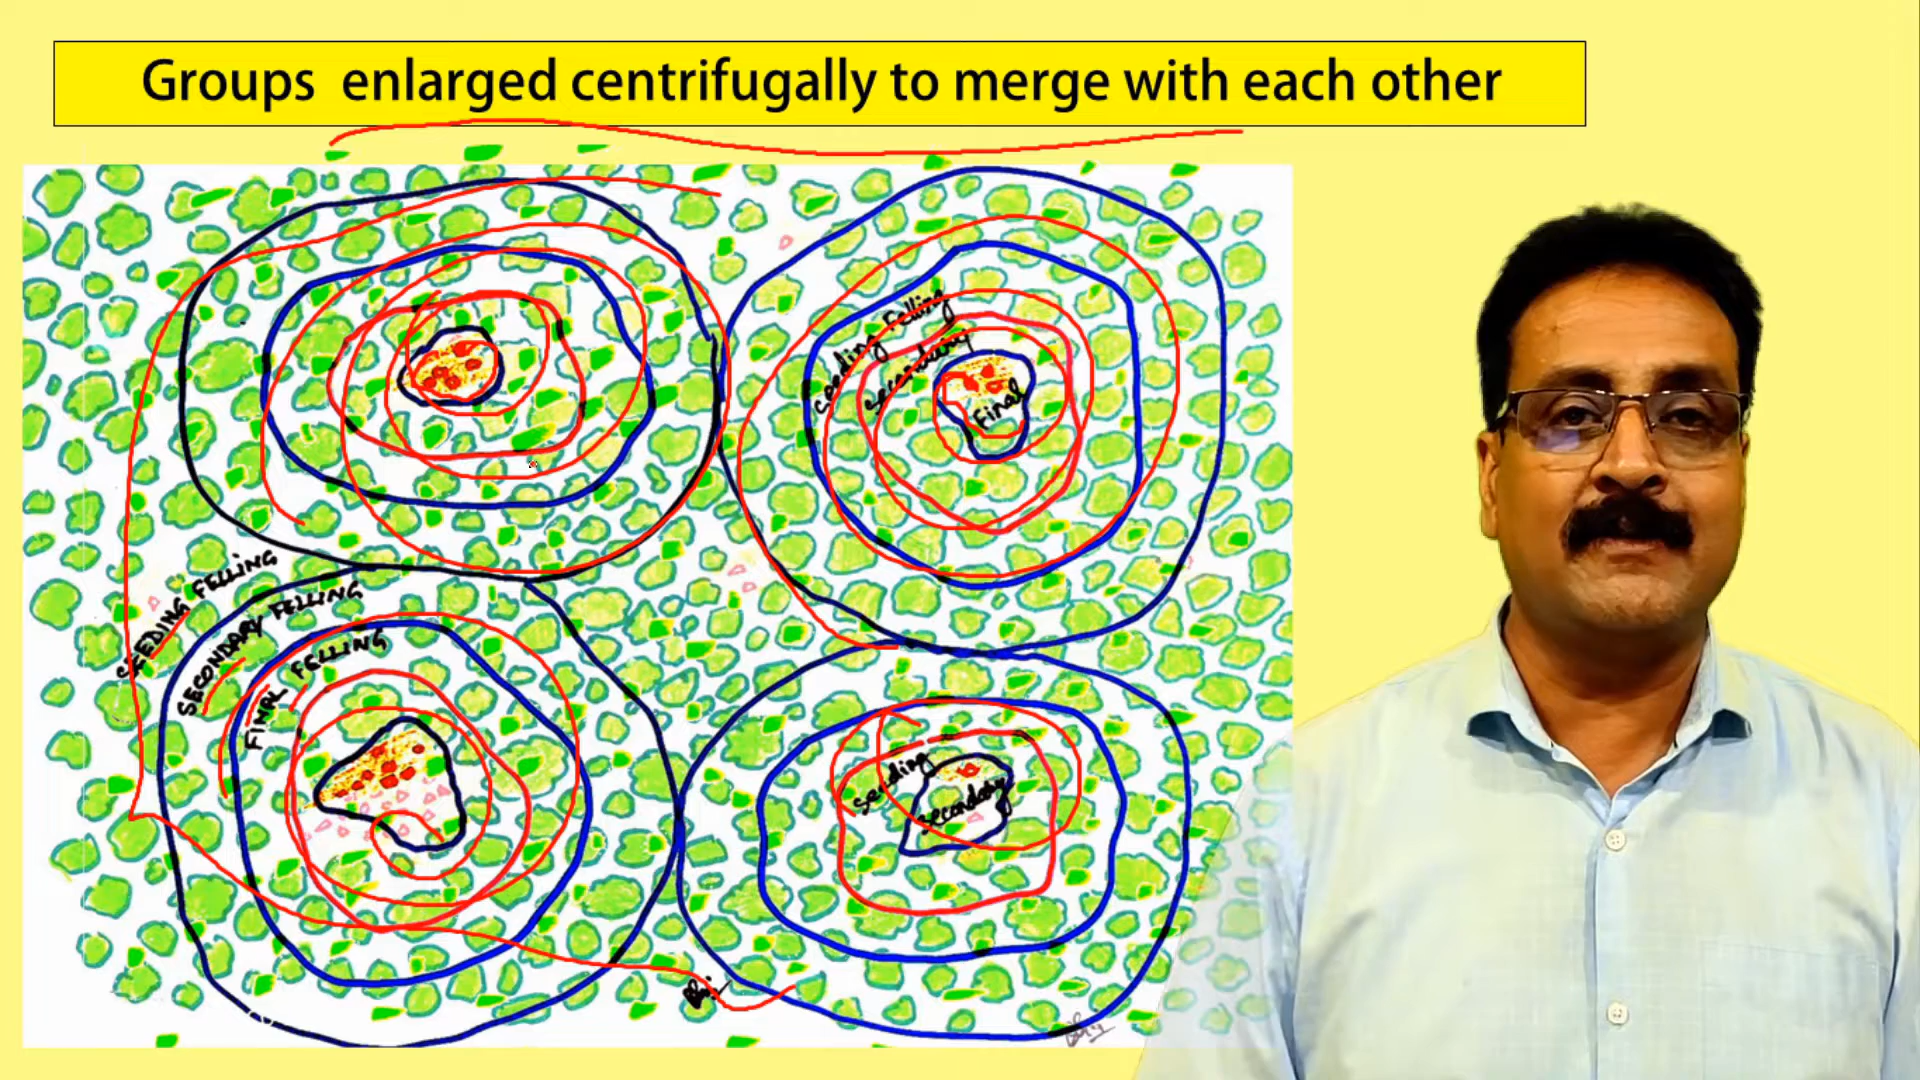 Groups enlarged centrifugally to merge with each other
seeding Felling
secondary
Final
SEEDING FELLING
SECONDARY FELLING
FINAL FELLING
seeding
secondary